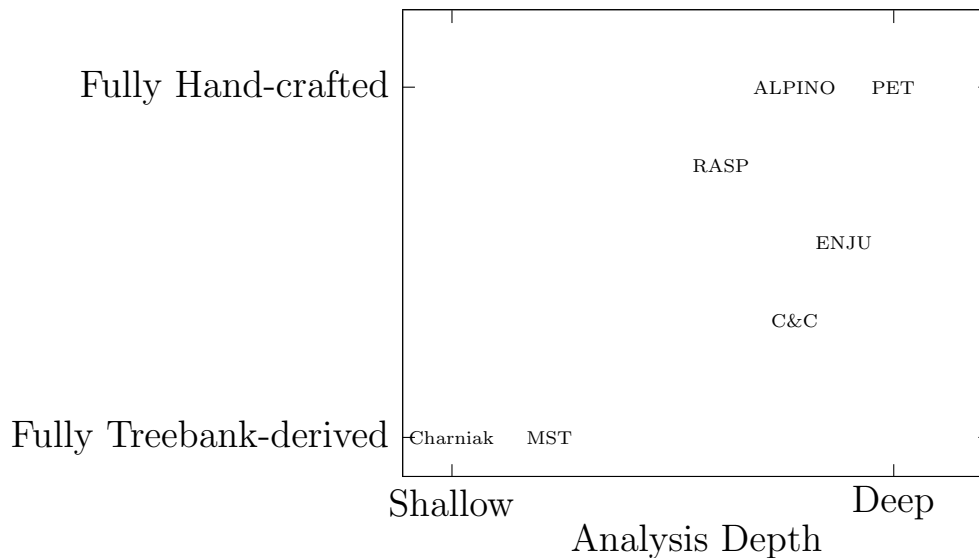 Fully Hand-crafted ALPINO PET
RASP
ENJU
C&C
Fully Treebank-derived Charniak MST
Shallow Deep
Analysis Depth